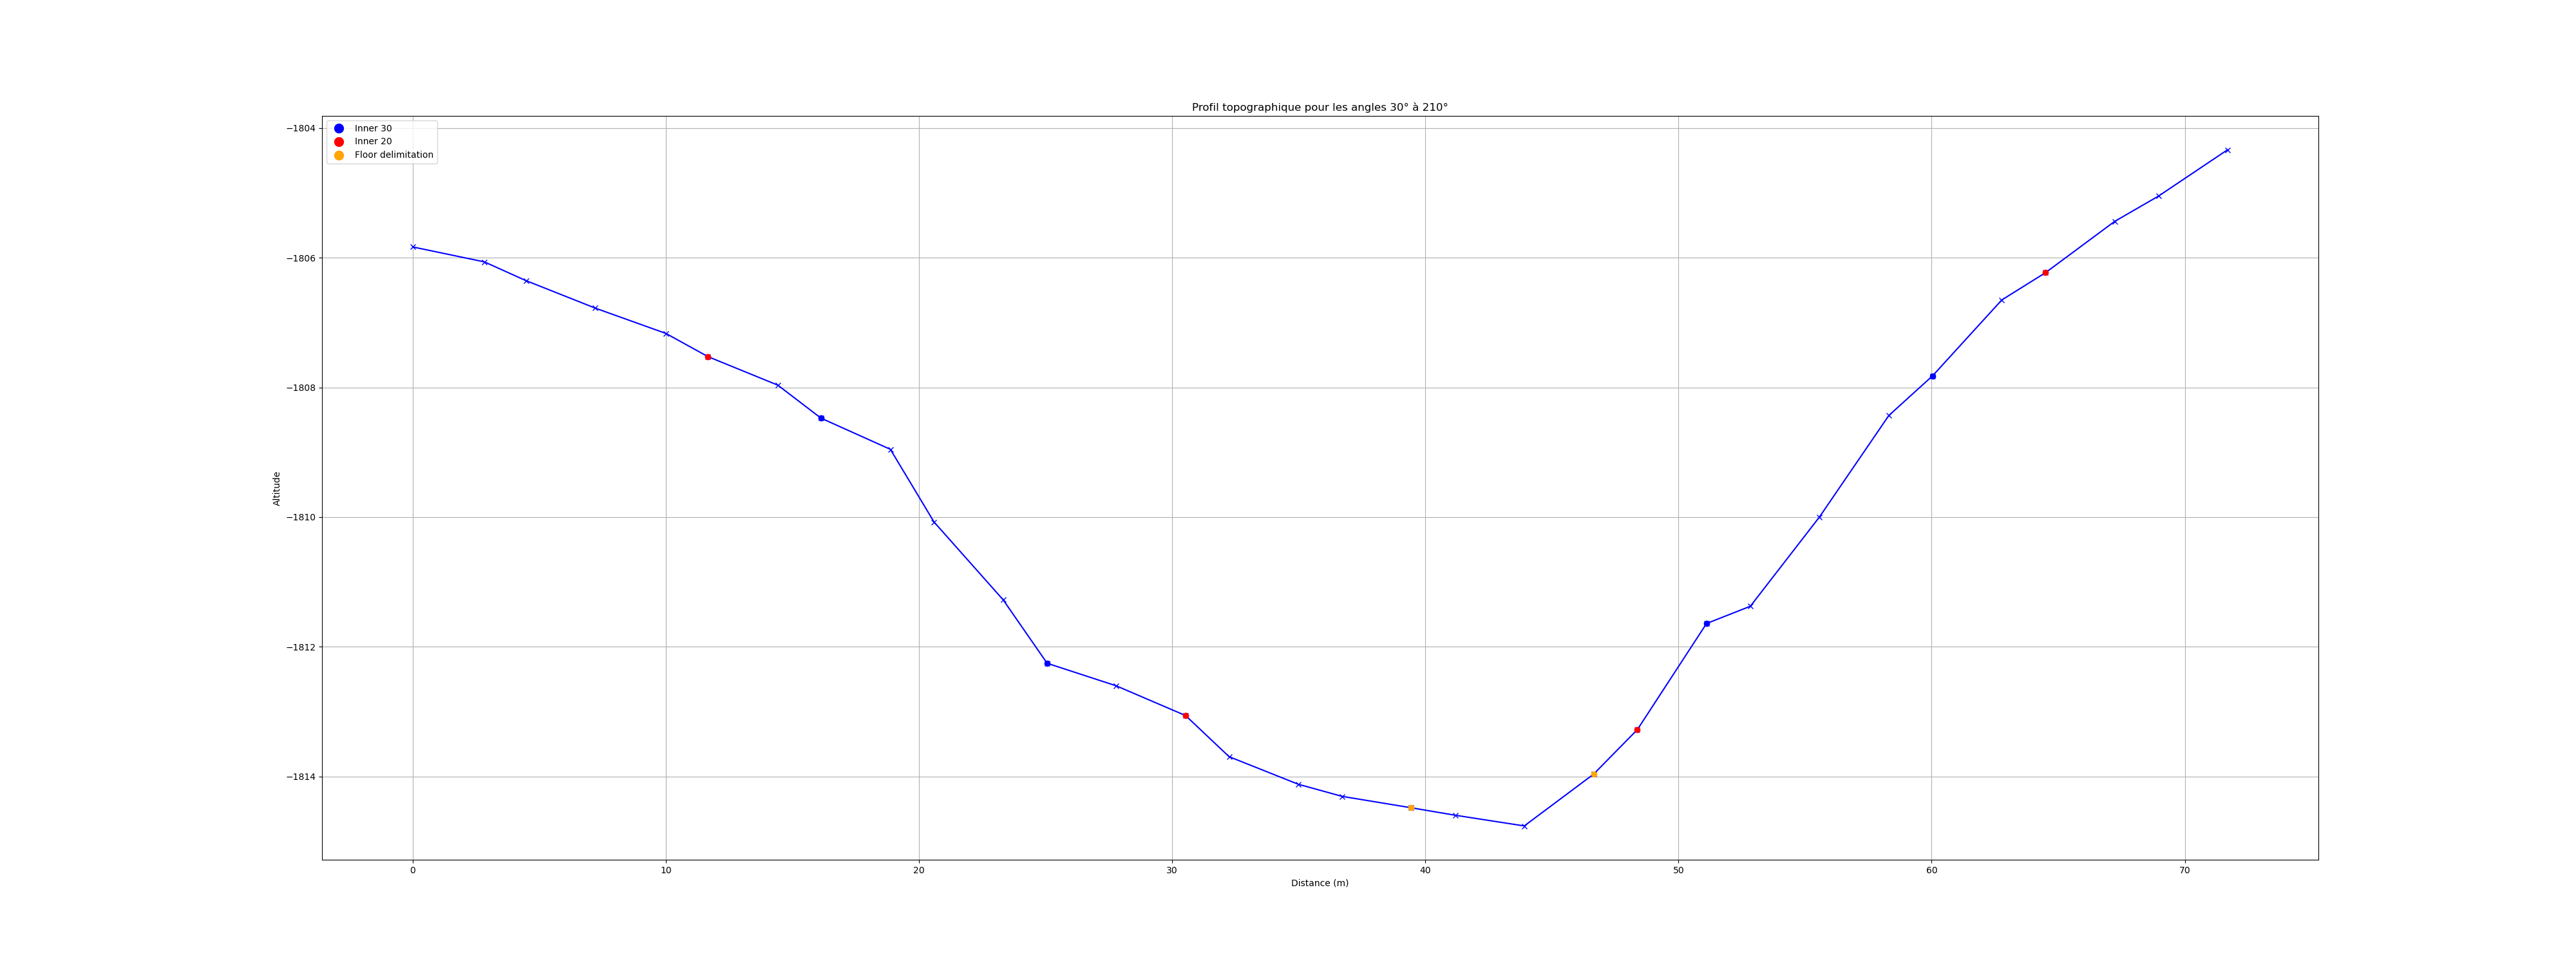 Profil topographique pour les angles 30° à 210°
Inner 30
Inner 20
Floor delimitation
−1804
−1806
−1808
−1810
−1812
−1814
Altitude
0 10 20 30 40 50 60 70
Distance (m)